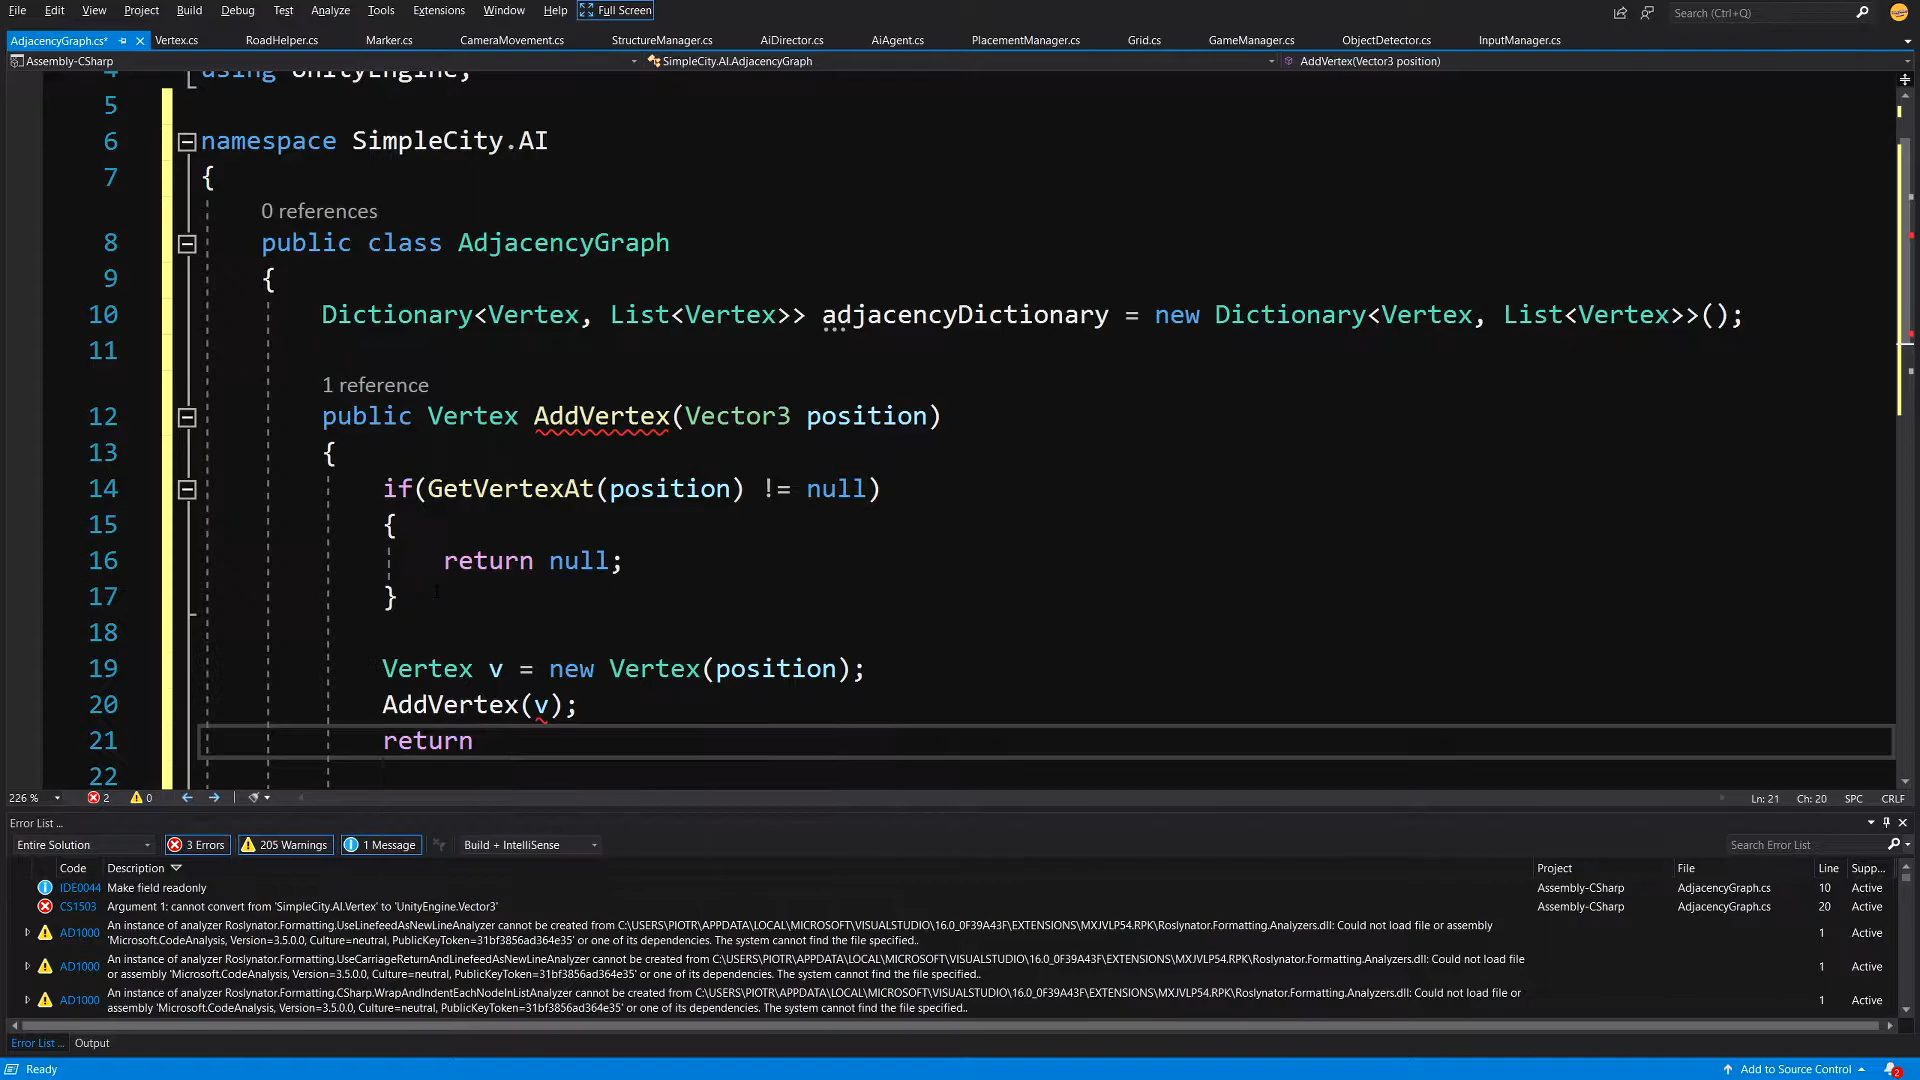 File Edit View Project Build Debug Test Analyze Tools Extensions Window Help Full Screen Search (Ctrl+Q)
AdjacencyGraph.cs* Vertex.cs RoadHelper.cs Marker.cs CameraMovement.cs StructureManager.cs AiDirector.cs AiAgent.cs PlacementManager.cs Grid.cs GameManager.cs ObjectDetector.cs InputManager.cs
Assembly-CSharp SimpleCity.AI.AdjacencyGraph AddVertex(Vector3 position)
4 using UnityEngine;
5
6 namespace SimpleCity.AI
7 {
0 references
8 public class AdjacencyGraph
9 {
10 Dictionary<Vertex, List<Vertex>> adjacencyDictionary = new Dictionary<Vertex, List<Vertex>>();
11
1 reference
12 public Vertex AddVertex(Vector3 position)
13 {
14 if(GetVertexAt(position) != null)
15 {
16 return null;
17 }
18
19 Vertex v = new Vertex(position);
20 AddVertex(v);
21 return
22
226 % 2 0 Ln: 21 Ch: 20 SPC CRLF
Error List ...
Entire Solution 3 Errors 205 Warnings 1 Message Build + IntelliSense Search Error List
Code Description Project File Line Supp...
IDE0044 Make field readonly Assembly-CSharp AdjacencyGraph.cs 10 Active
CS1503 Argument 1: cannot convert from 'SimpleCity.AI.Vertex' to 'UnityEngine.Vector3' Assembly-CSharp AdjacencyGraph.cs 20 Active
AD1000 An instance of analyzer Roslynator.Formatting.UseLinefeedAsNewLineAnalyzer cannot be created from C:\USERS\PIOTR\APPDATA\LOCAL\MICROSOFT\VISUALSTUDIO\16.0_0F39A43F\EXTENSIONS\MXJVLP54.RPK\Roslynator.Formatting.Analyzers.dll: Could not load file or assembly
'Microsoft.CodeAnalysis, Version=3.5.0.0, Culture=neutral, PublicKeyToken=31bf3856ad364e35' or one of its dependencies. The system cannot find the file specified.. 1 Active
AD1000 An instance of analyzer Roslynator.Formatting.UseCarriageReturnAndLinefeedAsNewLineAnalyzer cannot be created from C:\USERS\PIOTR\APPDATA\LOCAL\MICROSOFT\VISUALSTUDIO\16.0_0F39A43F\EXTENSIONS\MXJVLP54.RPK\Roslynator.Formatting.Analyzers.dll: Could not load file
or assembly 'Microsoft.CodeAnalysis, Version=3.5.0.0, Culture=neutral, PublicKeyToken=31bf3856ad364e35' or one of its dependencies. The system cannot find the file specified.. 1 Active
AD1000 An instance of analyzer Roslynator.Formatting.CSharp.WrapAndIndentEachNodeInListAnalyzer cannot be created from C:\USERS\PIOTR\APPDATA\LOCAL\MICROSOFT\VISUALSTUDIO\16.0_0F39A43F\EXTENSIONS\MXJVLP54.RPK\Roslynator.Formatting.Analyzers.dll: Could not load file or
assembly 'Microsoft.CodeAnalysis, Version=3.5.0.0, Culture=neutral, PublicKeyToken=31bf3856ad364e35' or one of its dependencies. The system cannot find the file specified.. 1 Active
Error List ... Output
Ready Add to Source Control 2